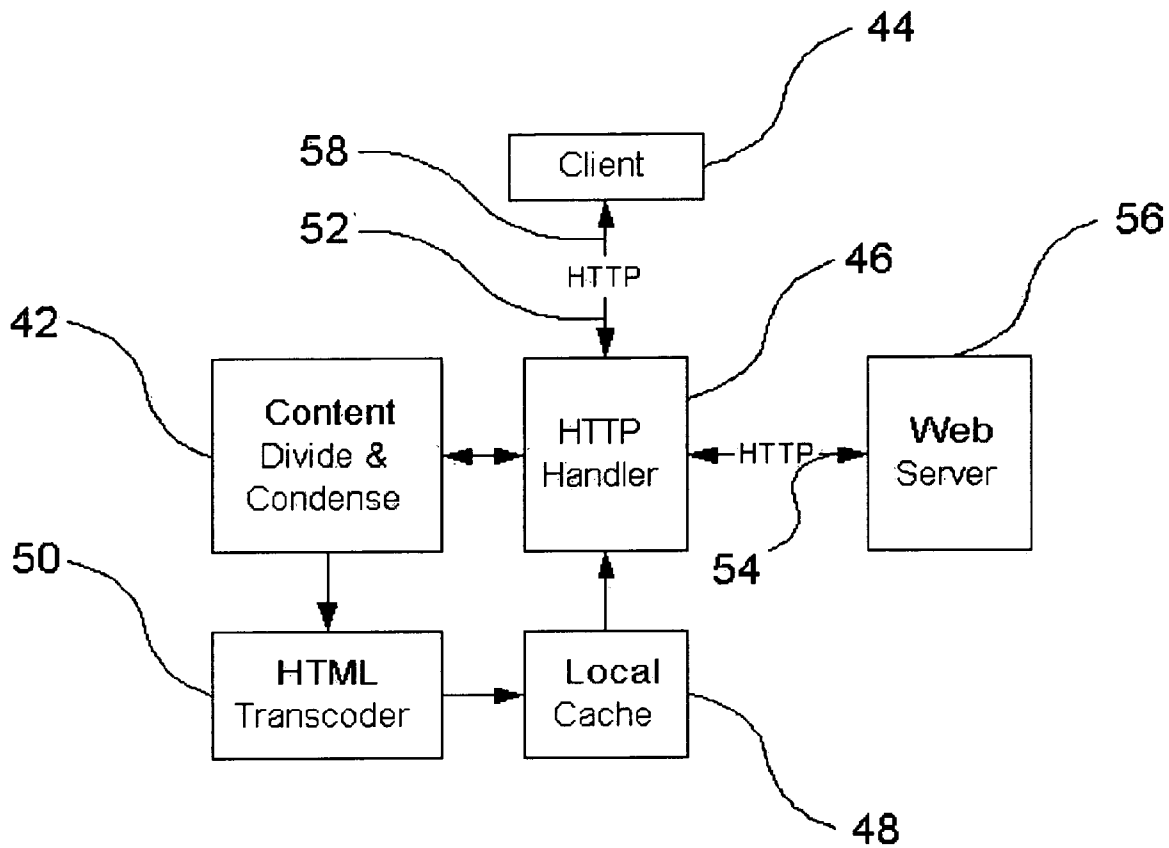 44
58
Client
52
56
HTTP
46
42
Content
Divide &
Condense
HTTP
Handler
HTTP
Web
Server
50
54
HTML
Transcoder
Local
Cache
48